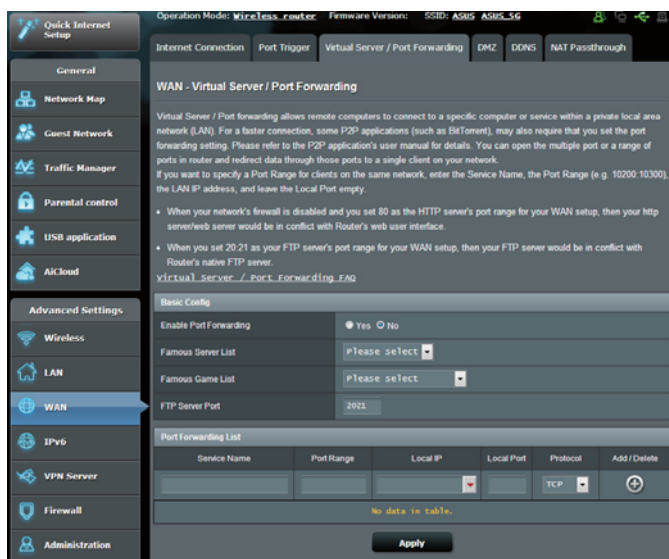 Operation Mode: Wireless router Firmware Version: SSID: ASUS ASUS_5G
Quick Internet
Setup
Internet Connection Port Trigger Virtual Server / Port Forwarding DMZ DDNS NAT Passthrough
General
Network Map
Guest Network
Traffic Manager
Parental control
USB application
AiCloud
Advanced Settings
Wireless
LAN
WAN
IPv6
VPN Server
Firewall
Administration
WAN - Virtual Server / Port Forwarding
Virtual Server / Port forwarding allows remote computers to connect to a specific computer or service within a private local area
network (LAN). For a faster connection, some P2P applications (such as BitTorrent), may also require that you set the port
forwarding setting. Please refer to the P2P application's user manual for details. You can open the multiple port or a range of
ports in router and redirect data through those ports to a single client on your network.
If you want to specify a Port Range for clients on the same network, enter the Service Name, the Port Range (e.g. 10200:10300),
the LAN IP address, and leave the Local Port empty.
• When your network's firewall is disabled and you set 80 as the HTTP server's port range for your WAN setup, then your http
server/web server would be in conflict with Router's web user interface.
• When you set 20:21 as your FTP server's port range for your WAN setup, then your FTP server would be in conflict with
Router's native FTP server.
Virtual Server / Port Forwarding FAQ
Basic Config
Enable Port Forwarding Yes No
Famous Server List Please select
Famous Game List Please select
FTP Server Port 2021
Port Forwarding List
Service Name Port Range Local IP Local Port Protocol Add / Delete
TCP
No data in table.
Apply